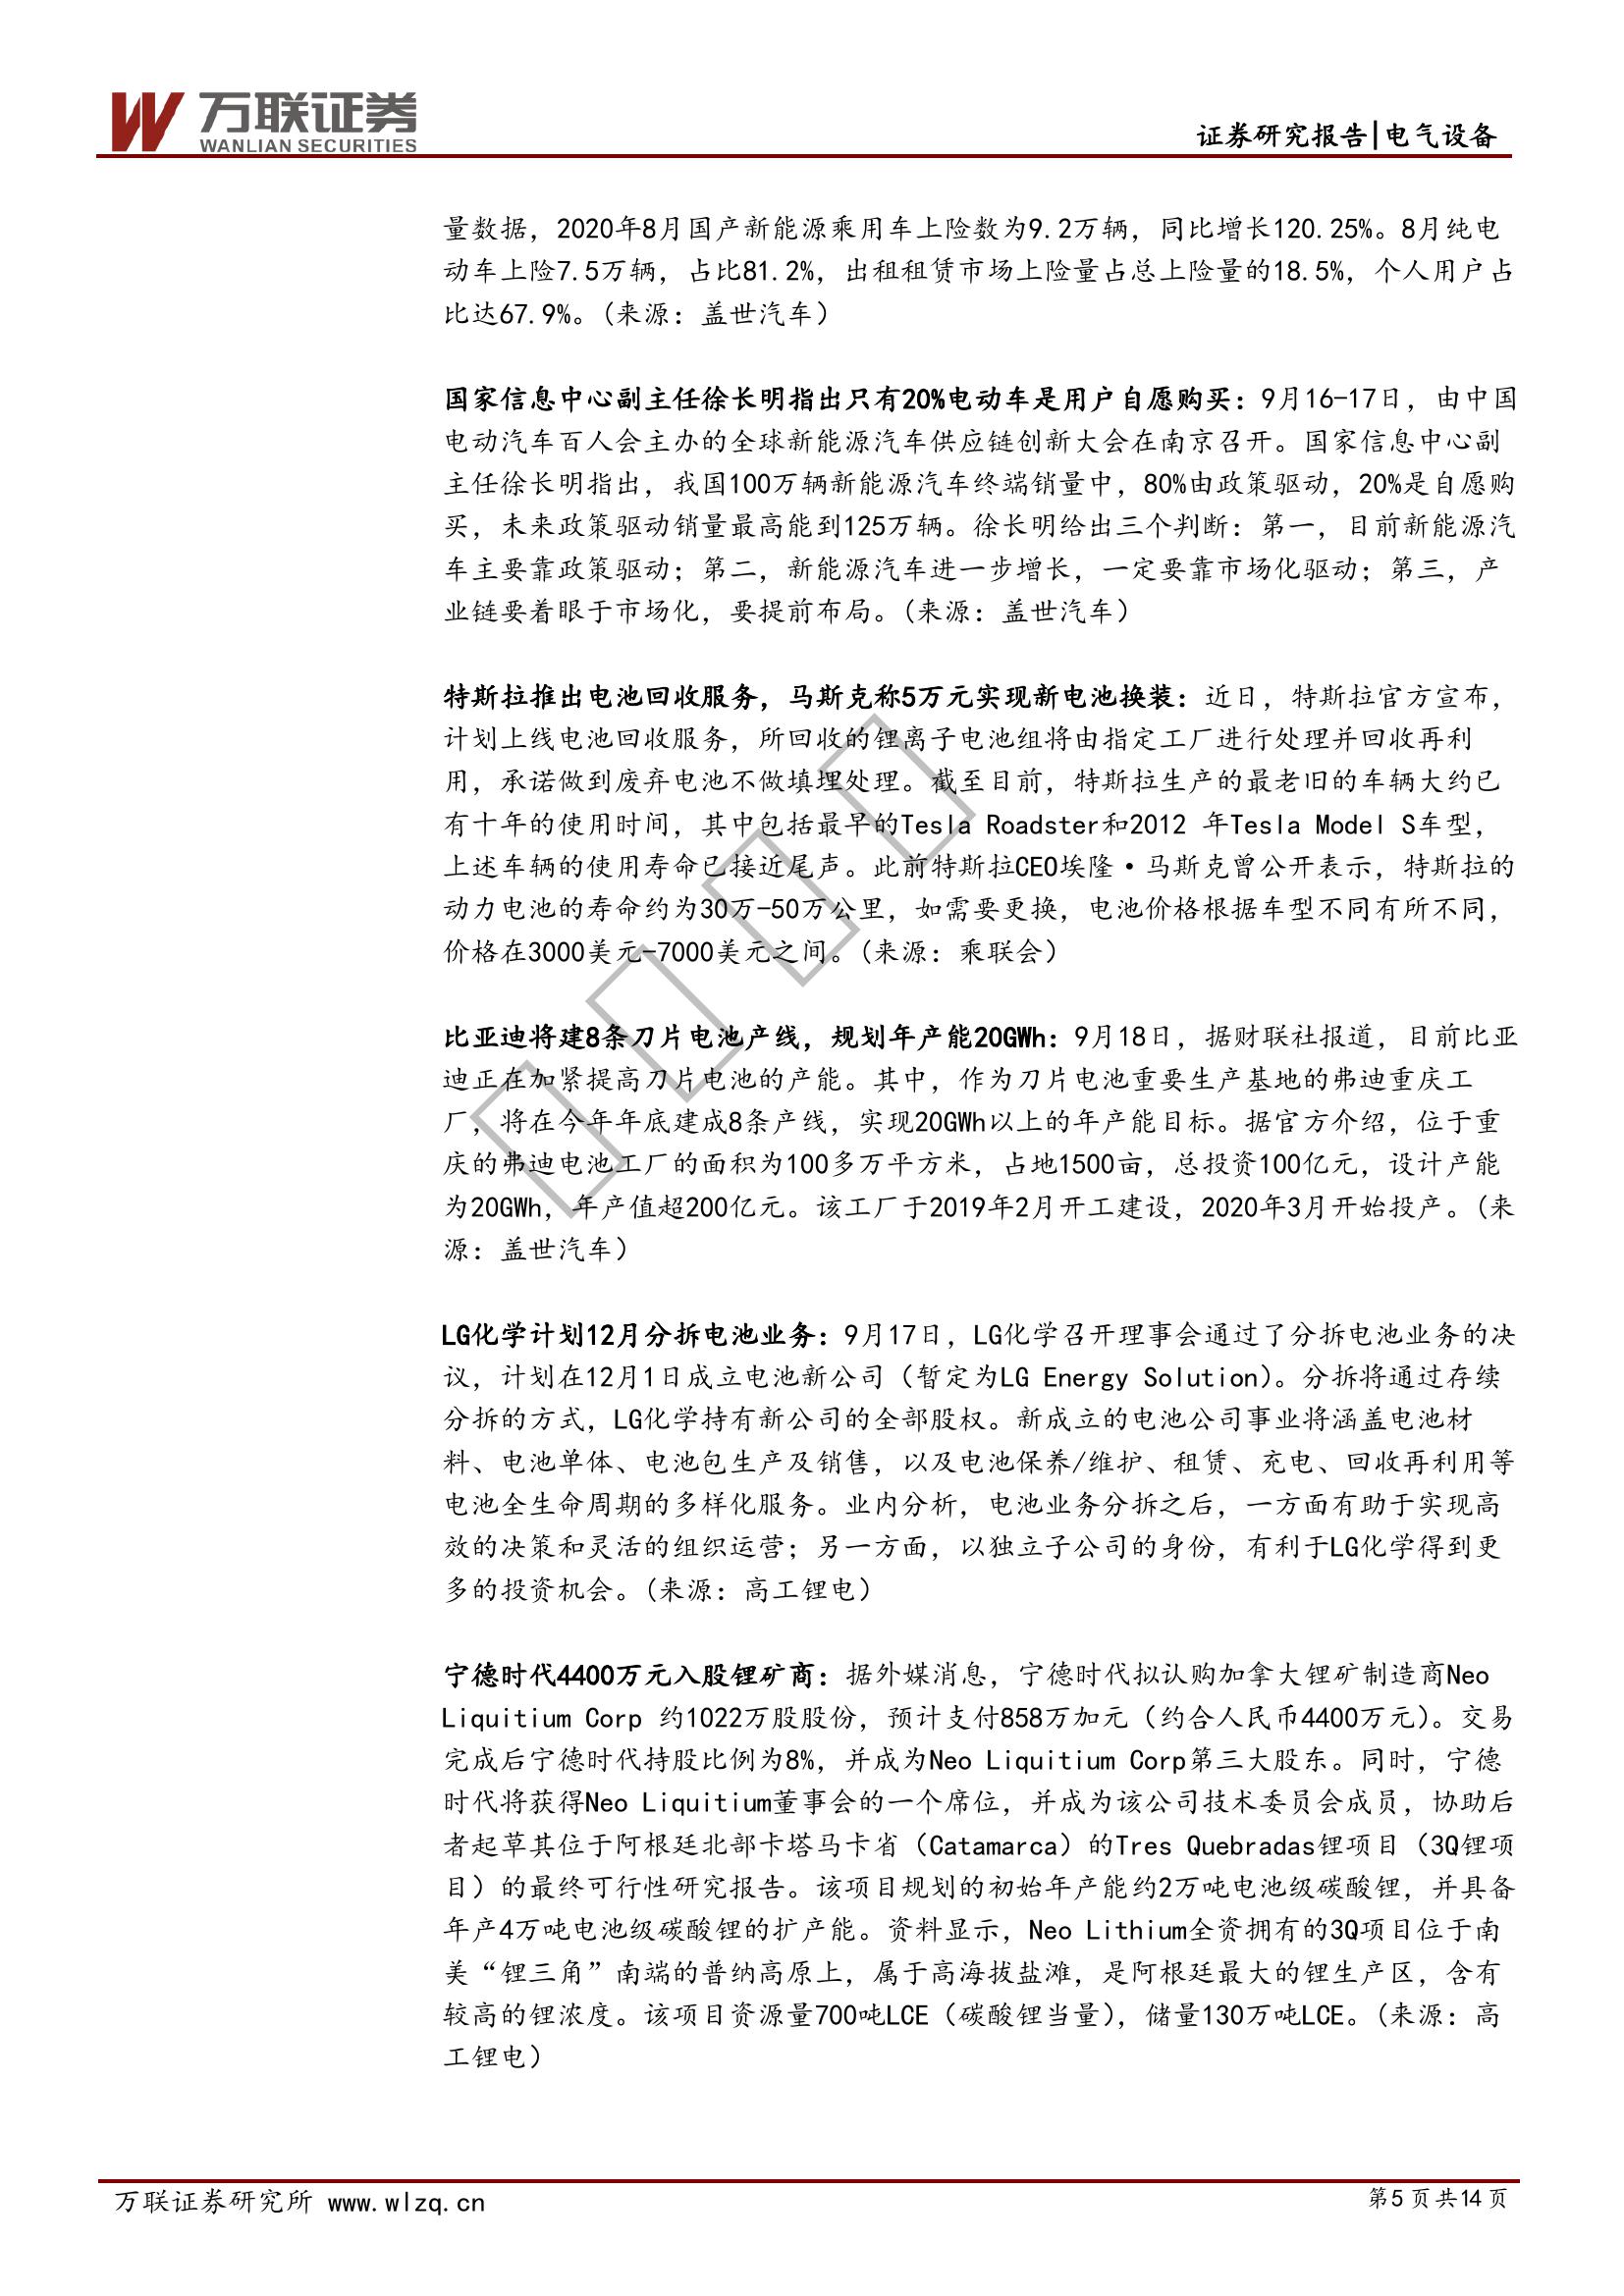 万联证券
WANLIAN SECURITIES
证券研究报告|电气设备
量数据，2020年8月国产新能源乘用车上险数为9.2万辆，同比增长120.25%。8月纯电
动车上险7.5万辆，占比81.2%，出租租赁市场上险量占总上险量的18.5%，个人用户占
比达67.9%。（来源：盖世汽车）
国家信息中心副主任徐长明指出只有20%电动车是用户自愿购买：9月16-17日，由中国
电动汽车百人会主办的全球新能源汽车供应链创新大会在南京召开。国家信息中心副
主任徐长明指出，我国100万辆新能源汽车终端销量中，80%由政策驱动，20%是自愿购
买，未来政策驱动销量最高能到125万辆。徐长明给出三个判断：第一，目前新能源汽
车主要靠政策驱动；第二，新能源汽车进一步增长，一定要靠市场化驱动；第三，产
业链要着眼于市场化，要提前布局。（来源：盖世汽车）
特斯拉推出电池回收服务，马斯克称5万元实现新电池换装：近日，特斯拉官方宣布，
计划上线电池回收服务，所回收的锂离子电池组将由指定工厂进行处理并回收再利
用，承诺做到废弃电池不做填埋处理。截至目前，特斯拉生产的最老旧的车辆大约已
有十年的使用时间，其中包括最早的Tesla Roadster和2012 年Tesla Model S车型，
上述车辆的使用寿命已接近尾声。此前特斯拉CEO埃隆·马斯克曾公开表示，特斯拉的
动力电池的寿命约为30万-50万公里，如需要更换，电池价格根据车型不同有所不同，
价格在3000美元-7000美元之间。（来源：乘联会）
比亚迪将建8条刀片电池产线，规划年产能20GWh：9月18日，据财联社报道，目前比亚
迪正在加紧提高刀片电池的产能。其中，作为刀片电池重要生产基地的弗迪重庆工
厂，将在今年年底建成8条产线，实现20GWh以上的年产能目标。据官方介绍，位于重
庆的弗迪电池工厂的面积为100多万平方米，占地1500亩，总投资100亿元，设计产能
为20GWh，年产值超200亿元。该工厂于2019年2月开工建设，2020年3月开始投产。（来
源：盖世汽车）
LG化学计划12月分拆电池业务：9月17日，LG化学召开理事会通过了分拆电池业务的决
议，计划在12月1日成立电池新公司（暂定为LG Energy Solution）。分拆将通过存续
分拆的方式，LG化学持有新公司的全部股权。新成立的电池公司事业将涵盖电池材
料、电池单体、电池包生产及销售，以及电池保养/维护、租赁、充电、回收再利用等
电池全生命周期的多样化服务。业内分析，电池业务分拆之后，一方面有助于实现高
效的决策和灵活的组织运营；另一方面，以独立子公司的身份，有利于LG化学得到更
多的投资机会。（来源：高工锂电）
宁德时代4400万元入股锂矿商：据外媒消息，宁德时代拟认购加拿大锂矿制造商Neo
Liquitium Corp 约1022万股股份，预计支付858万加元（约合人民币4400万元）。交易
完成后宁德时代持股比例为8%，并成为Neo Liquitium Corp第三大股东。同时，宁德
时代将获得Neo Liquitium董事会的一个席位，并成为该公司技术委员会成员，协助后
者起草其位于阿根廷北部卡塔马卡省（Catamarca）的Tres Quebradas锂项目（3Q锂项
目）的最终可行性研究报告。该项目规划的初始年产能约2万吨电池级碳酸锂，并具备
年产4万吨电池级碳酸锂的扩产能。资料显示，Neo Lithium全资拥有的3Q项目位于南
美“锂三角”南端的普纳高原上，属于高海拔盐滩，是阿根廷最大的锂生产区，含有
较高的锂浓度。该项目资源量700吨LCE（碳酸锂当量），储量130万吨LCE。（来源：高
工锂电）
万联证券研究所 www.wlzq.cn
第5页共14页